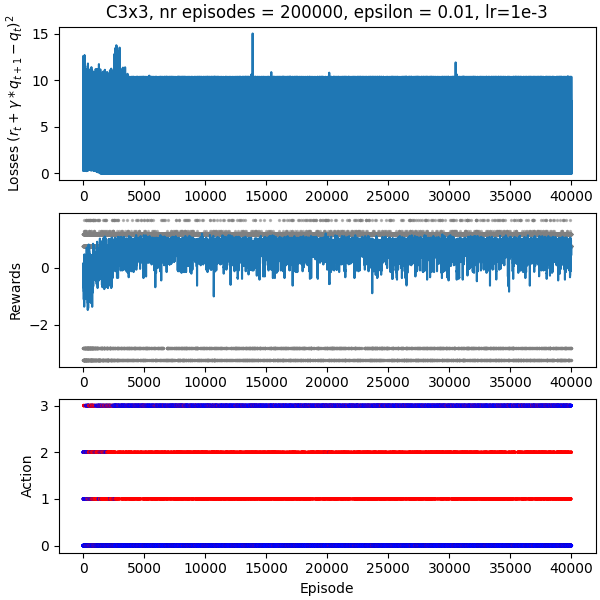 C3x3, nr episodes = 200000, epsilon = 0.01, lr=1e-3
Losses $(r_t + \gamma * q_{t+1} - q_t)^2$
15
10
5
0
0 5000 10000 15000 20000 25000 30000 35000 40000
Rewards
0
−2
0 5000 10000 15000 20000 25000 30000 35000 40000
Action
3
2
1
0
0 5000 10000 15000 20000 25000 30000 35000 40000
Episode